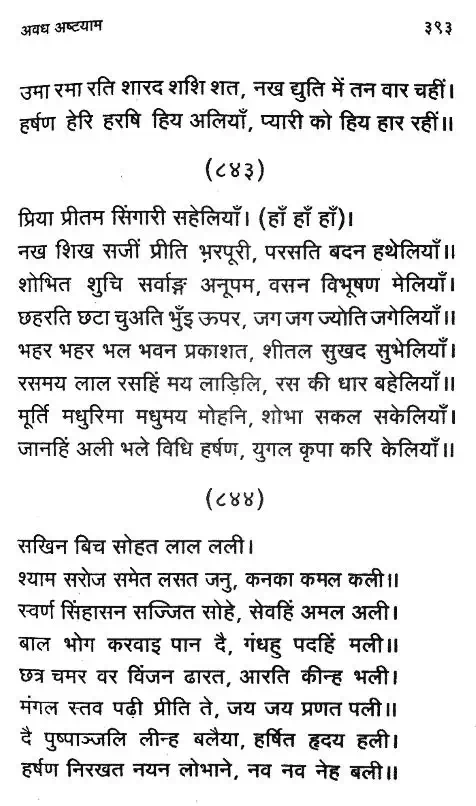 अवध अष्टयाम ३९३
उमा रमा रति शारद शशि शत, नख द्युति में तन वार चहीं।
हर्षण हेरि हरषि हिय अलियाँ, प्यारी को हिय हार रहीं॥
(८४३)
प्रिया प्रीतम सिंगारी सहेलियाँ। (हाँ हाँ हाँ)।
नख शिख सजीं प्रीति भरपूरी, परसति बदन हथेलियाँ॥
शोभित शुचि सर्वाङ्ग अनूपम, वसन विभूषण मेलियाँ।
छहरति छटा चुअति भुँइ ऊपर, जग जग ज्योति जगेलियाँ॥
भहर भहर भल भवन प्रकाशत, शीतल सुखद सुभेलियाँ।
रसमय लाल रसहिं मय लाड़िलि, रस की धार बहेलियाँ॥
मूर्ति मधुरिमा मधुमय मोहनि, शोभा सकल सकेलियाँ।
जानहिं अली भले विधि हर्षण, युगल कृपा करि केलियाँ॥
(८४४)
सखिन बिच सोहत लाल लली।
श्याम सरोज समेत लसत जनु, कनका कमल कली॥
स्वर्ण सिंहासन सज्जित सोहे, सेवहिं अमल अली।
बाल भोग करवाइ पान दै, गंधहु पदहिं मली॥
छत्र चमर वर विंजन ढारत, आरति कीन्ह भली।
मंगल स्तव पढ़ी प्रीति ते, जय जय प्रणत पली॥
दै पुष्पाञ्जलि लीन्ह बलैया, हर्षित हृदय हली।
हर्षण निरखत नयन लोभाने, नव नव नेह बली॥